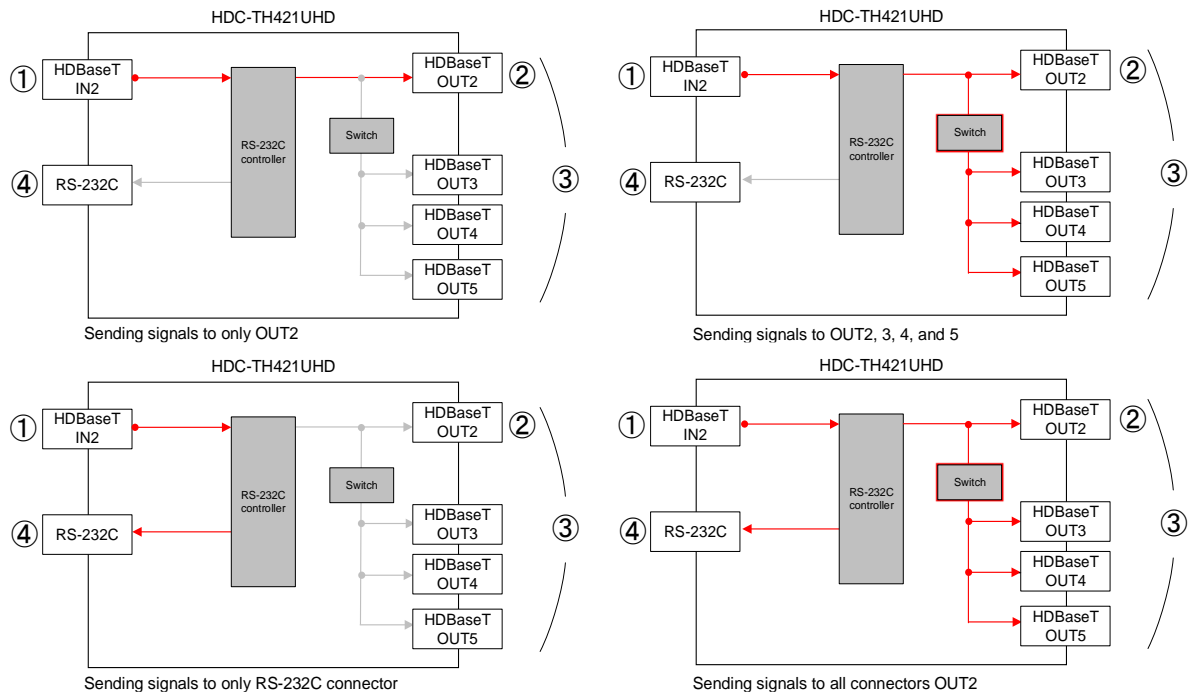 HDC-TH421UHD
HDBaseT
IN2
①
HDBaseT
OUT2
②
Switch
RS-232C
controller
HDBaseT
OUT3
③
④
RS-232C
HDBaseT
OUT4
HDBaseT
OUT5
Sending signals to only OUT2
HDC-TH421UHD
HDBaseT
IN2
①
HDBaseT
OUT2
②
Switch
RS-232C
controller
HDBaseT
OUT3
③
④
RS-232C
HDBaseT
OUT4
HDBaseT
OUT5
Sending signals to OUT2, 3, 4, and 5
HDC-TH421UHD
HDBaseT
IN2
①
HDBaseT
OUT2
②
Switch
RS-232C
controller
HDBaseT
OUT3
③
④
RS-232C
HDBaseT
OUT4
HDBaseT
OUT5
Sending signals to only RS-232C connector
HDC-TH421UHD
HDBaseT
IN2
①
HDBaseT
OUT2
②
Switch
RS-232C
controller
HDBaseT
OUT3
③
④
RS-232C
HDBaseT
OUT4
HDBaseT
OUT5
Sending signals to all connectors OUT2